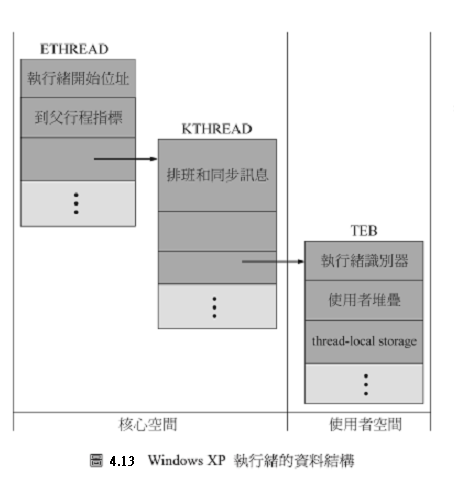 ETHREAD
執行緒開始位址
到父行程指標
KTHREAD
排班和同步訊息
TEB
執行緒識別器
使用者堆疊
thread-local storage
核心空間
使用者空間
圖 4.13 Windows XP 執行緒的資料結構